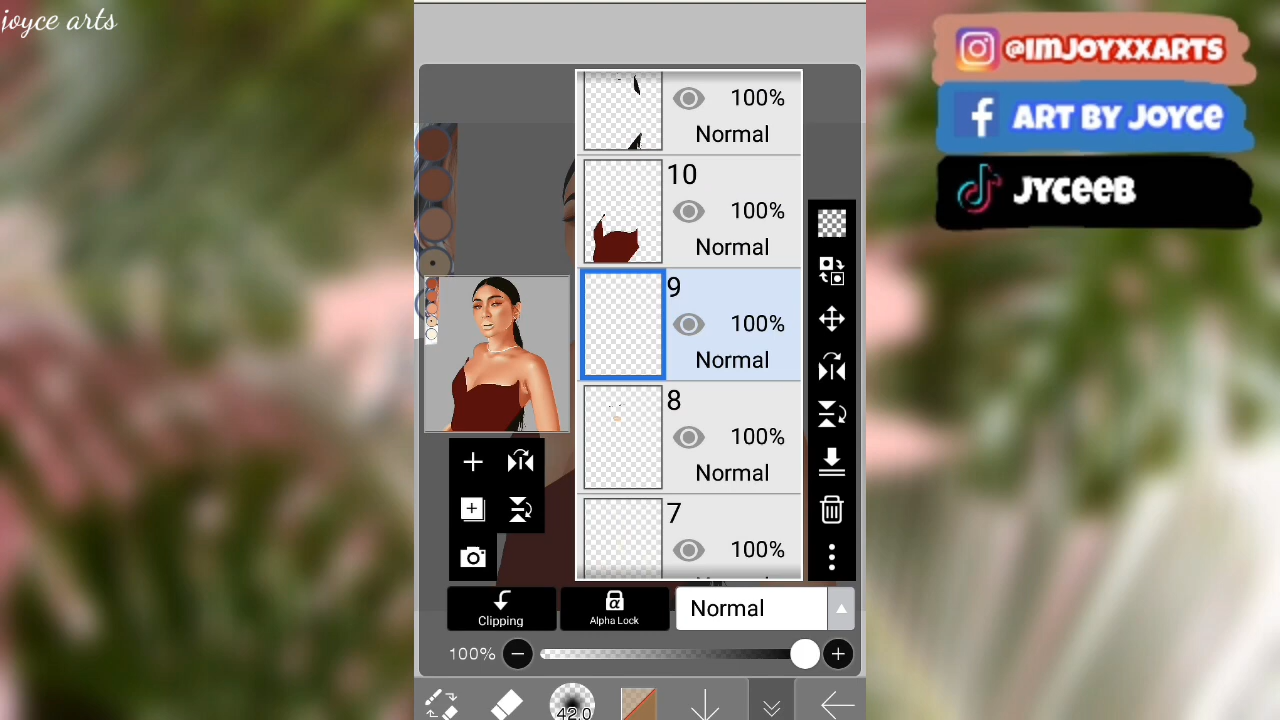 joyce arts
@IMJOYXXARTS
ART BY JOYCE
JYCEEB
100%
Normal
10
100%
Normal
9
100%
Normal
8
100%
Normal
7
100%
Clipping
Alpha Lock
Normal
100%
42.0